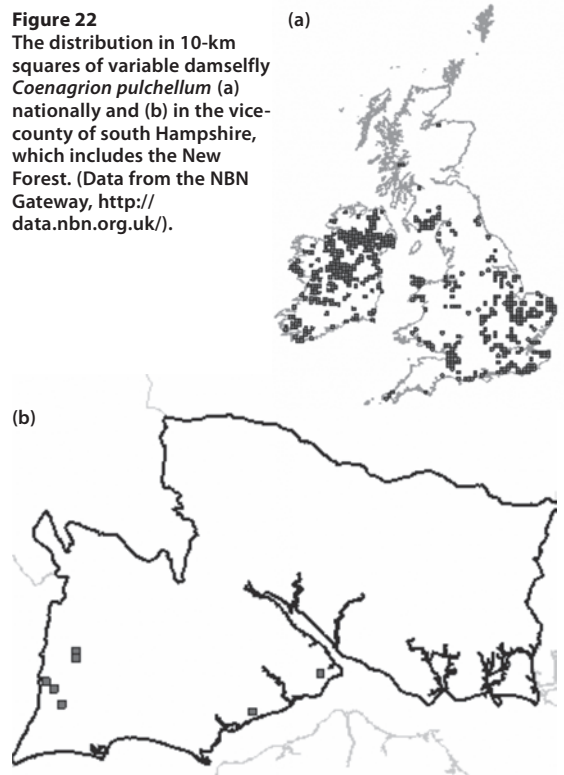 Figure 22
The distribution in 10-km
squares of variable damselfly
Coenagrion pulchellum (a)
nationally and (b) in the vice-
county of south Hampshire,
which includes the New
Forest. (Data from the NBN
Gateway, http://
data.nbn.org.uk/).
(a)
(b)